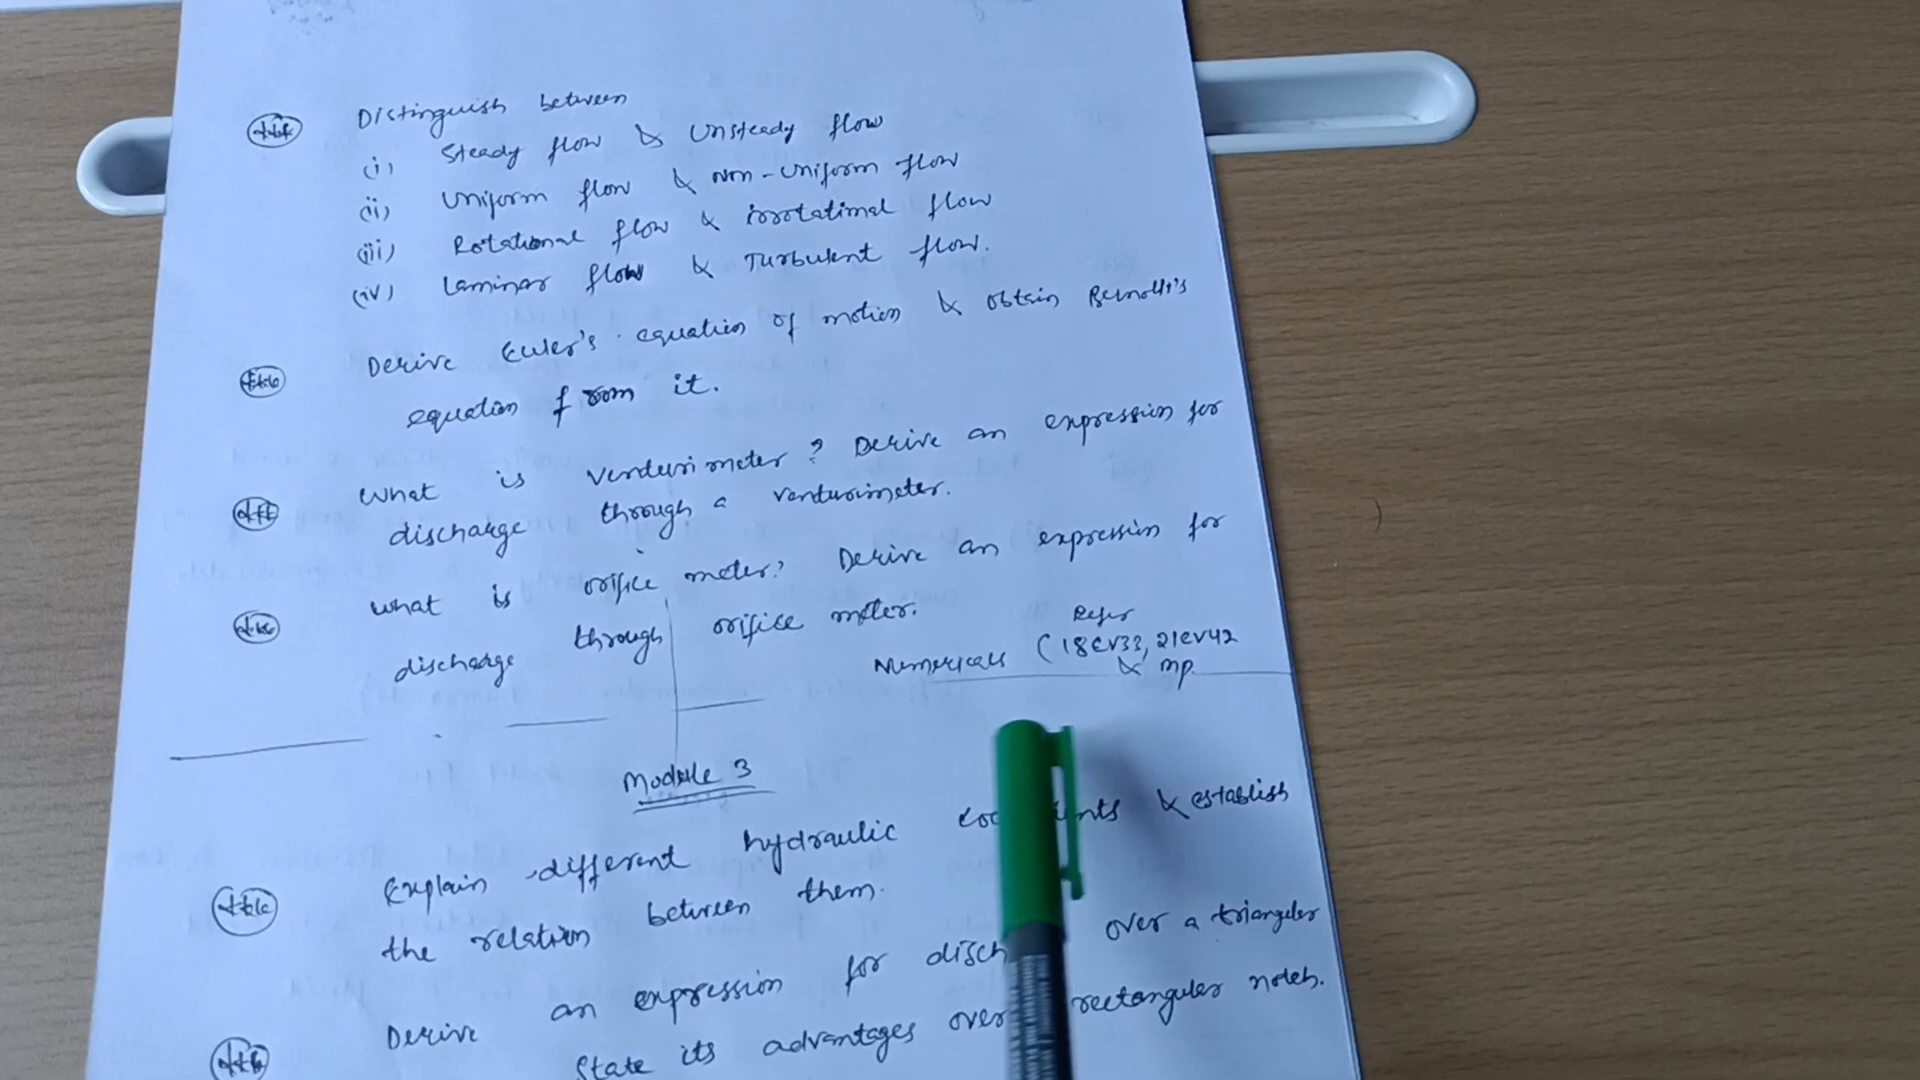 Distinguish between
(i) Steady flow & Unsteady flow
(ii) Uniform flow & Non-Uniform flow
(iii) Rotational flow & irrotational flow
(iv) Laminar flow & Turbulent flow.
Derive Euler's equation of motion & obtain
equation from it.
What is venturimeter? Derive an expression for
discharge through a venturimeter.
What is orifice meter? Derive an expression for
discharge through orifice meter.
Refer
Numericals (18CV33, 21CV42
& mp.
Module 3
Explain different hydraulic & establish
the relation between them.
Derive an expression for over a triangular
State its advantages over rectangular notch.